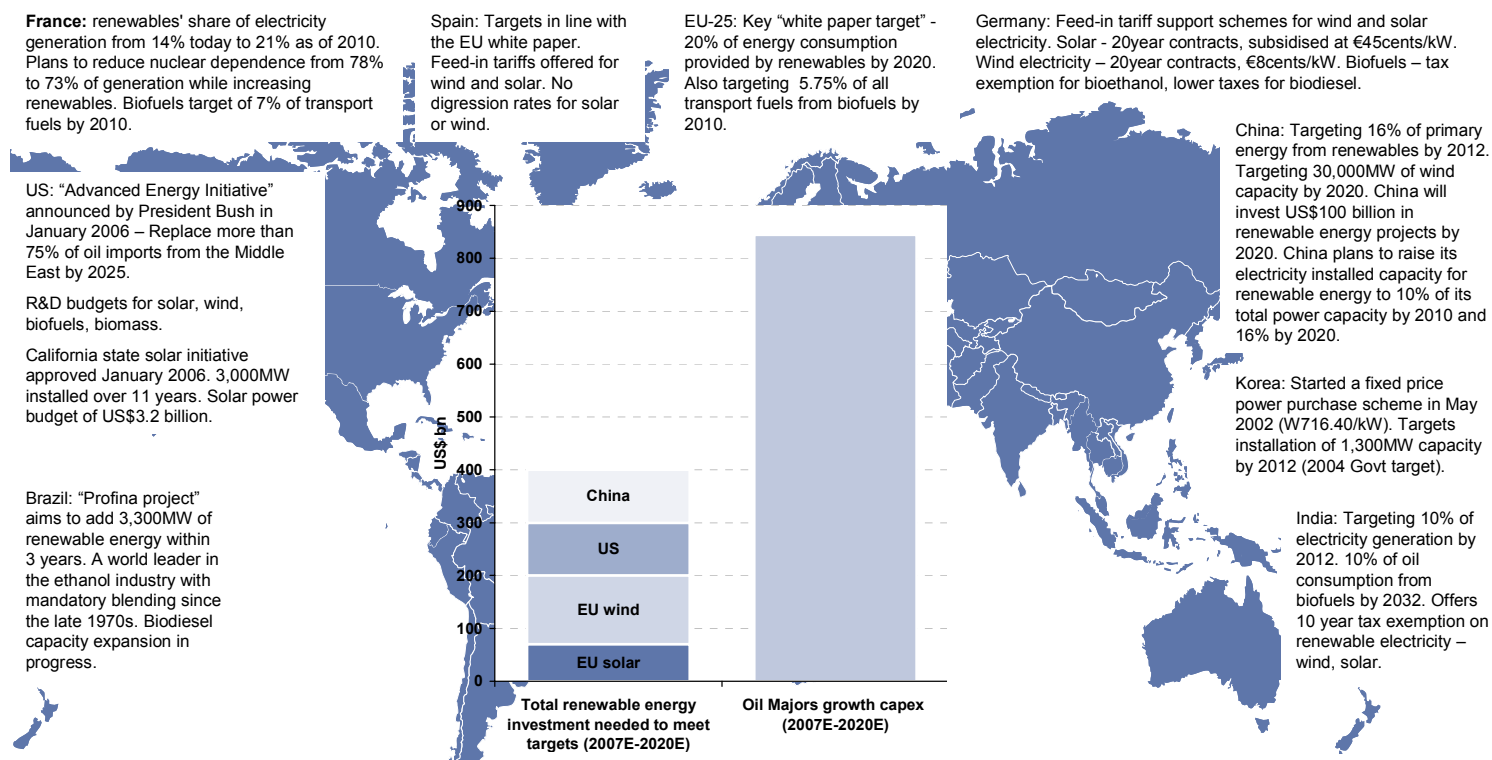 France: renewables' share of electricity
generation from 14% today to 21% as of 2010.
Plans to reduce nuclear dependence from 78%
to 73% of generation while increasing
renewables. Biofuels target of 7% of transport
fuels by 2010.
Spain: Targets in line with
the EU white paper.
Feed-in tariffs offered for
wind and solar. No
digression rates for solar
or wind.
EU-25: Key “white paper target” -
20% of energy consumption
provided by renewables by 2020.
Also targeting 5.75% of all
transport fuels from biofuels by
2010.
Germany: Feed-in tariff support schemes for wind and solar
electricity. Solar - 20year contracts, subsidised at €45cents/kW.
Wind electricity – 20year contracts, €8cents/kW. Biofuels – tax
exemption for bioethanol, lower taxes for biodiesel.
US: “Advanced Energy Initiative”
announced by President Bush in
January 2006 – Replace more than
75% of oil imports from the Middle
East by 2025.
R&D budgets for solar, wind,
biofuels, biomass.
California state solar initiative
approved January 2006. 3,000MW
installed over 11 years. Solar power
budget of US$3.2 billion.
Brazil: “Profina project”
aims to add 3,300MW of
renewable energy within
3 years. A world leader in
the ethanol industry with
mandatory blending since
the late 1970s. Biodiesel
capacity expansion in
progress.
US$ bn
900
800
700
600
500
400
300
200
100
0
China
US
EU wind
EU solar
Total renewable energy
investment needed to meet
targets (2007E-2020E)
Oil Majors growth capex
(2007E-2020E)
China: Targeting 16% of primary
energy from renewables by 2012.
Targeting 30,000MW of wind
capacity by 2020. China will
invest US$100 billion in
renewable energy projects by
2020. China plans to raise its
electricity installed capacity for
renewable energy to 10% of its
total power capacity by 2010 and
16% by 2020.
Korea: Started a fixed price
power purchase scheme in May
2002 (W716.40/kW). Targets
installation of 1,300MW capacity
by 2012 (2004 Govt target).
India: Targeting 10% of
electricity generation by
2012. 10% of oil
consumption from
biofuels by 2032. Offers
10 year tax exemption on
renewable electricity –
wind, solar.